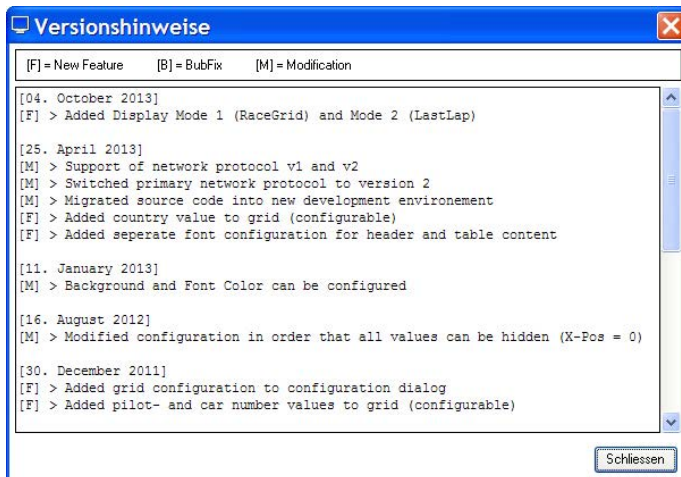 Versionshinweise
[F] = New Feature [B] = BubFix [M] = Modification
[04. October 2013]
[F] > Added Display Mode 1 (RaceGrid) and Mode 2 (LastLap)
[25. April 2013]
[M] > Support of network protocol v1 and v2
[M] > Switched primary network protocol to version 2
[M] > Migrated source code into new development environement
[F] > Added country value to grid (configurable)
[F] > Added seperate font configuration for header and table content
[11. January 2013]
[M] > Background and Font Color can be configured
[16. August 2012]
[M] > Modified configuration in order that all values can be hidden (X-Pos = 0)
[30. December 2011]
[F] > Added grid configuration to configuration dialog
[F] > Added pilot- and car number values to grid (configurable)
Schliessen